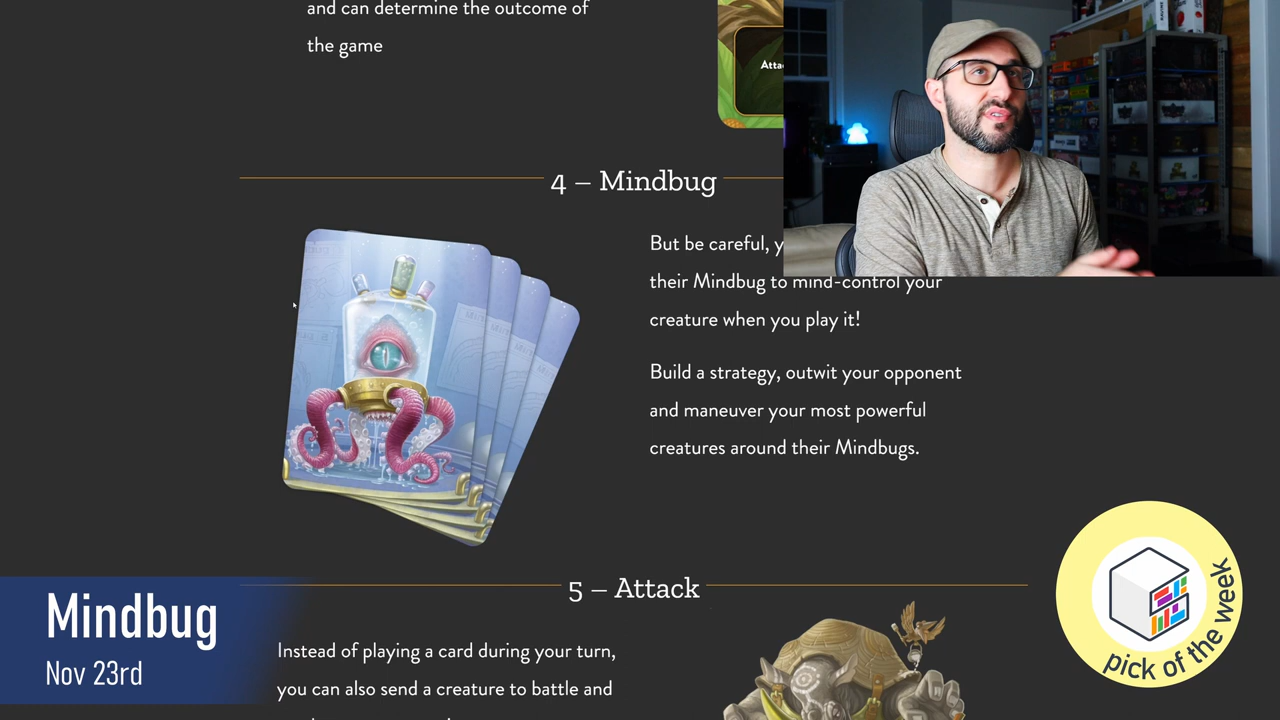 and can determine the outcome of
the game
4 – Mindbug
But be careful,
their Mindbug to mind-control your
creature when you play it!
Build a strategy, outwit your opponent
and maneuver your most powerful
creatures around their Mindbugs.
5 – Attack
Instead of playing a card during your turn,
you can also send a creature to battle and
Mindbug
Nov 23rd
pick of the week